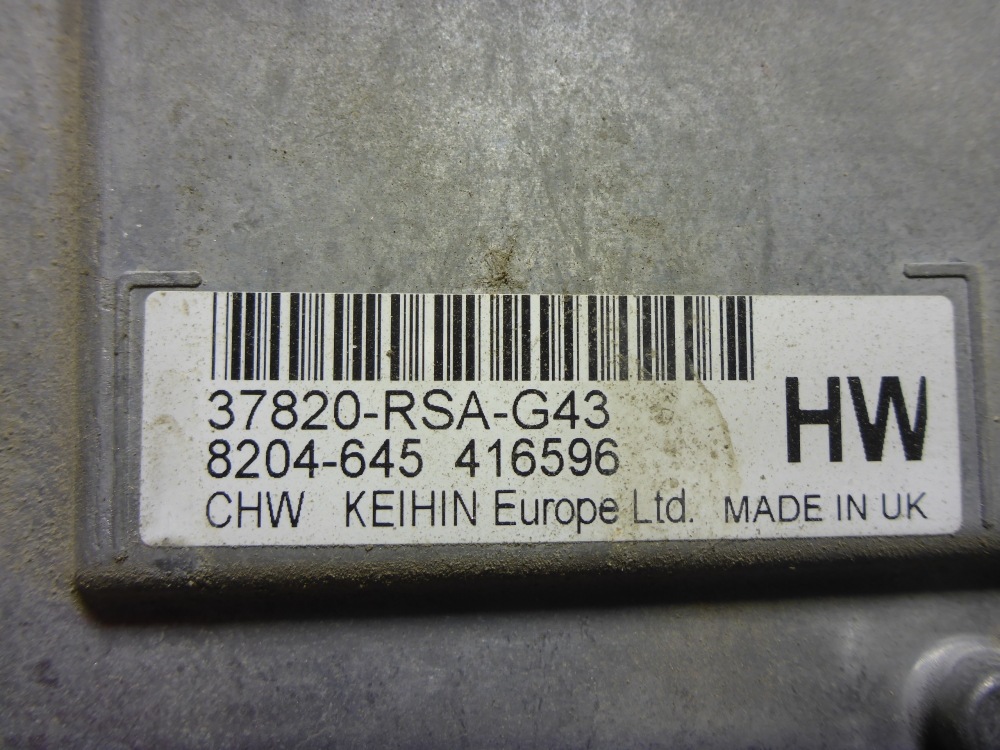 37820-RSA-G43
8204-645 416596
HW
CHW KEIHIN Europe Ltd. MADE IN UK